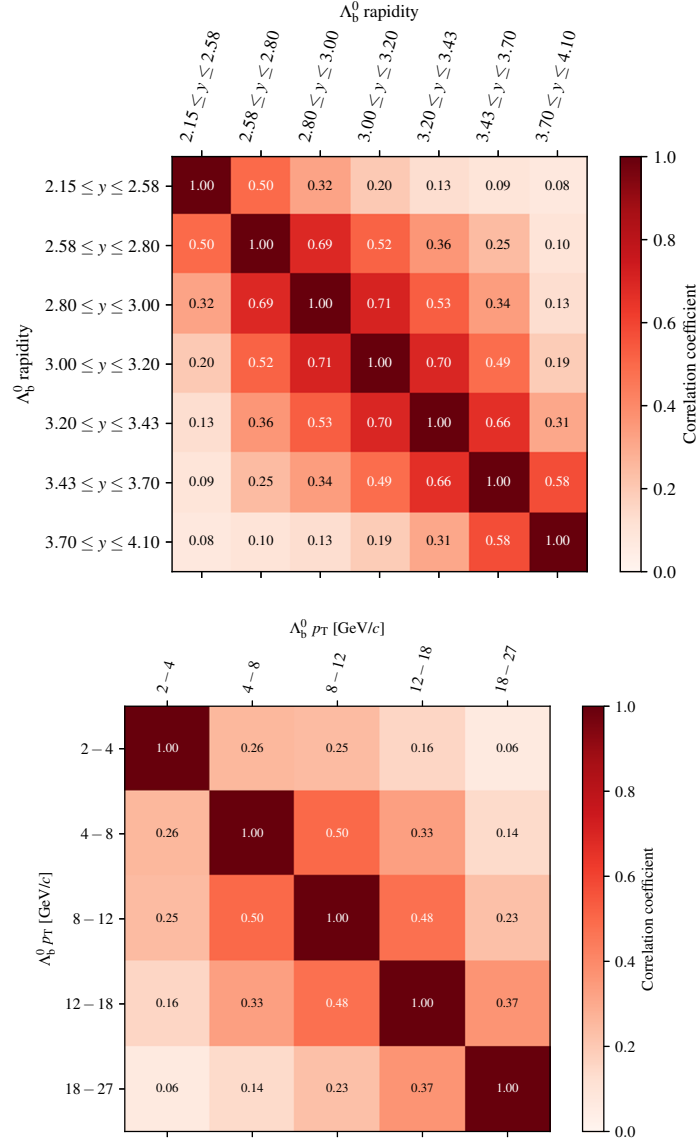 Λ_b^0 rapidity
2.15 ≤ y ≤ 2.58
2.58 ≤ y ≤ 2.80
2.80 ≤ y ≤ 3.00
3.00 ≤ y ≤ 3.20
3.20 ≤ y ≤ 3.43
3.43 ≤ y ≤ 3.70
3.70 ≤ y ≤ 4.10
Λ_b^0 rapidity
2.15 ≤ y ≤ 2.58 1.00 0.50 0.32 0.20 0.13 0.09 0.08
2.58 ≤ y ≤ 2.80 0.50 1.00 0.69 0.52 0.36 0.25 0.10
2.80 ≤ y ≤ 3.00 0.32 0.69 1.00 0.71 0.53 0.34 0.13
3.00 ≤ y ≤ 3.20 0.20 0.52 0.71 1.00 0.70 0.49 0.19
3.20 ≤ y ≤ 3.43 0.13 0.36 0.53 0.70 1.00 0.66 0.31
3.43 ≤ y ≤ 3.70 0.09 0.25 0.34 0.49 0.66 1.00 0.58
3.70 ≤ y ≤ 4.10 0.08 0.10 0.13 0.19 0.31 0.58 1.00
1.0
0.8
0.6
0.4
0.2
0.0
Correlation coefficient
Λ_b^0 p_T [GeV/c]
2 − 4
4 − 8
8 − 12
12 − 18
18 − 27
Λ_b^0 p_T [GeV/c]
2 − 4 1.00 0.26 0.25 0.16 0.06
4 − 8 0.26 1.00 0.50 0.33 0.14
8 − 12 0.25 0.50 1.00 0.48 0.23
12 − 18 0.16 0.33 0.48 1.00 0.37
18 − 27 0.06 0.14 0.23 0.37 1.00
1.0
0.8
0.6
0.4
0.2
0.0
Correlation coefficient